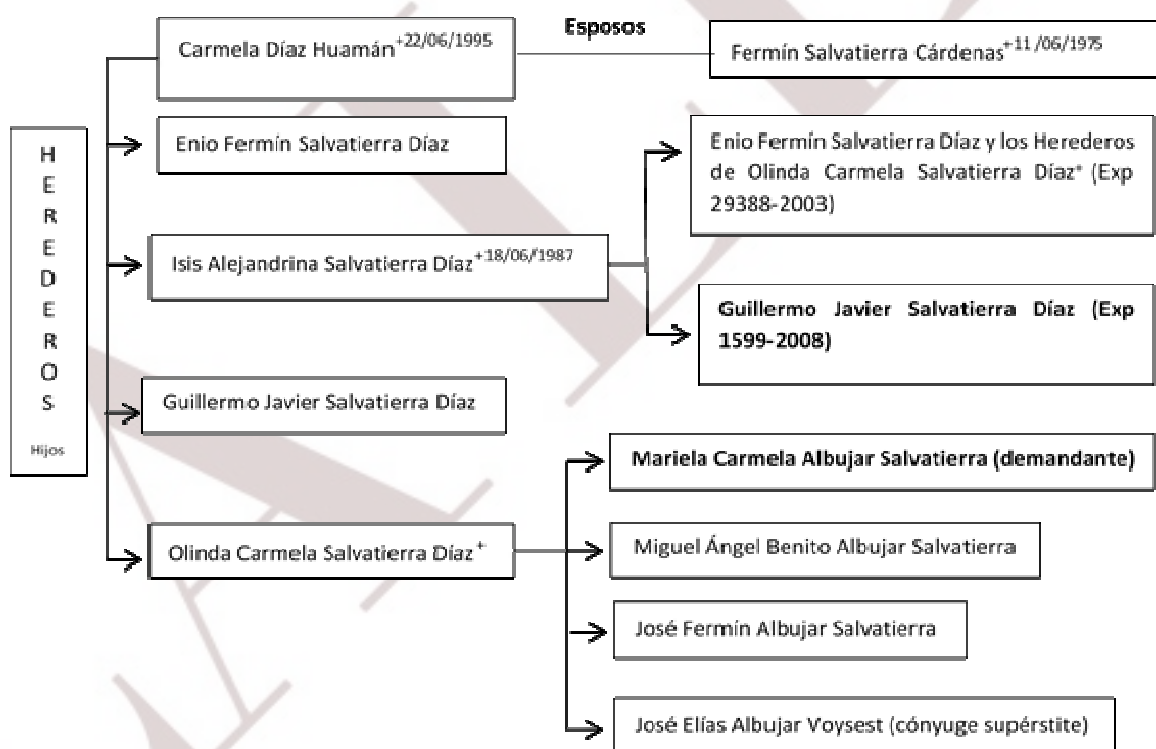 Esposos
Carmela Díaz Huamán+22/06/1995
Fermín Salvatierra Cárdenas+11/06/1975
HEREDEROS
Hijos
Enio Fermín Salvatierra Díaz
Isis Alejandrina Salvatierra Díaz+18/06/1987
Enio Fermín Salvatierra Díaz y los Herederos
de Olinda Carmela Salvatierra Díaz+ (Exp
29388-2003)
Guillermo Javier Salvatierra Díaz (Exp
1599-2008)
Guillermo Javier Salvatierra Díaz
Olinda Carmela Salvatierra Díaz+
Mariela Carmela Albujar Salvatierra (demandante)
Miguel Ángel Benito Albujar Salvatierra
José Fermín Albujar Salvatierra
José Elías Albujar Voysest (cónyuge supérstite)